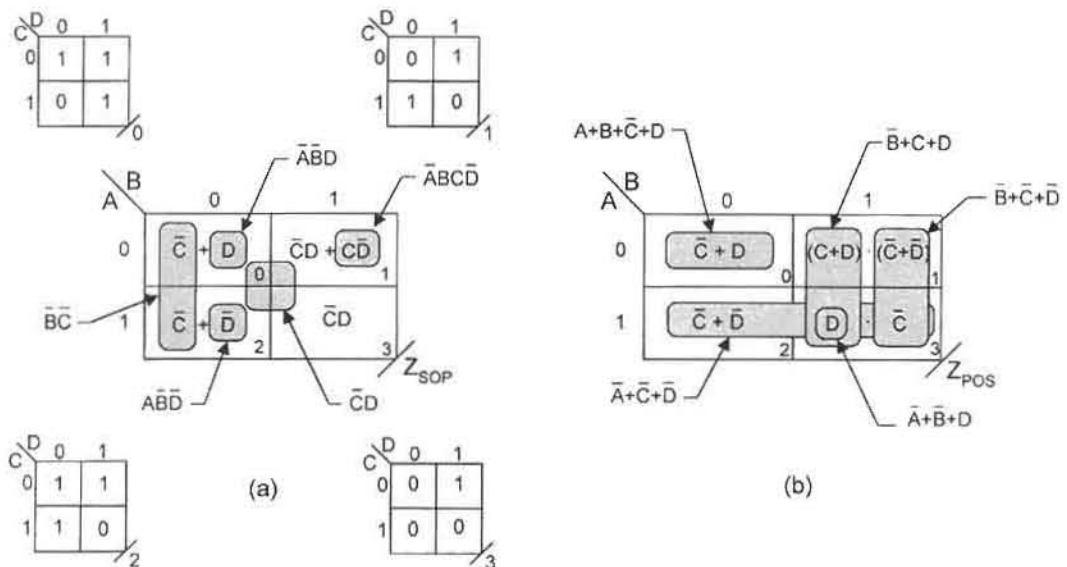 D
C 0 1
0 1 1
1 0 1
0
D
C 0 1
0 0 1
1 1 0
1
A̅B̅D
A̅BCD̅
B
A 0 1
0 C̅ + D C̅D + CD̅
0 1
B̅C̅
1 C̅ + D̅ C̅D
2 3
Z_SOP
AB̅D̅
C̅D
A+B+C̅+D
B̅+C+D
B̅+C̅+D̅
B
A 0 1
0 C̅ + D (C+D) · (C̅+D̅)
0 1
1 C̅ + D̅ D · C̅
2 3
Z_POS
A̅+C̅+D̅
A̅+B̅+D
D
C 0 1
0 1 1
1 1 0
2
(a)
D
C 0 1
0 0 1
1 0 0
3
(b)